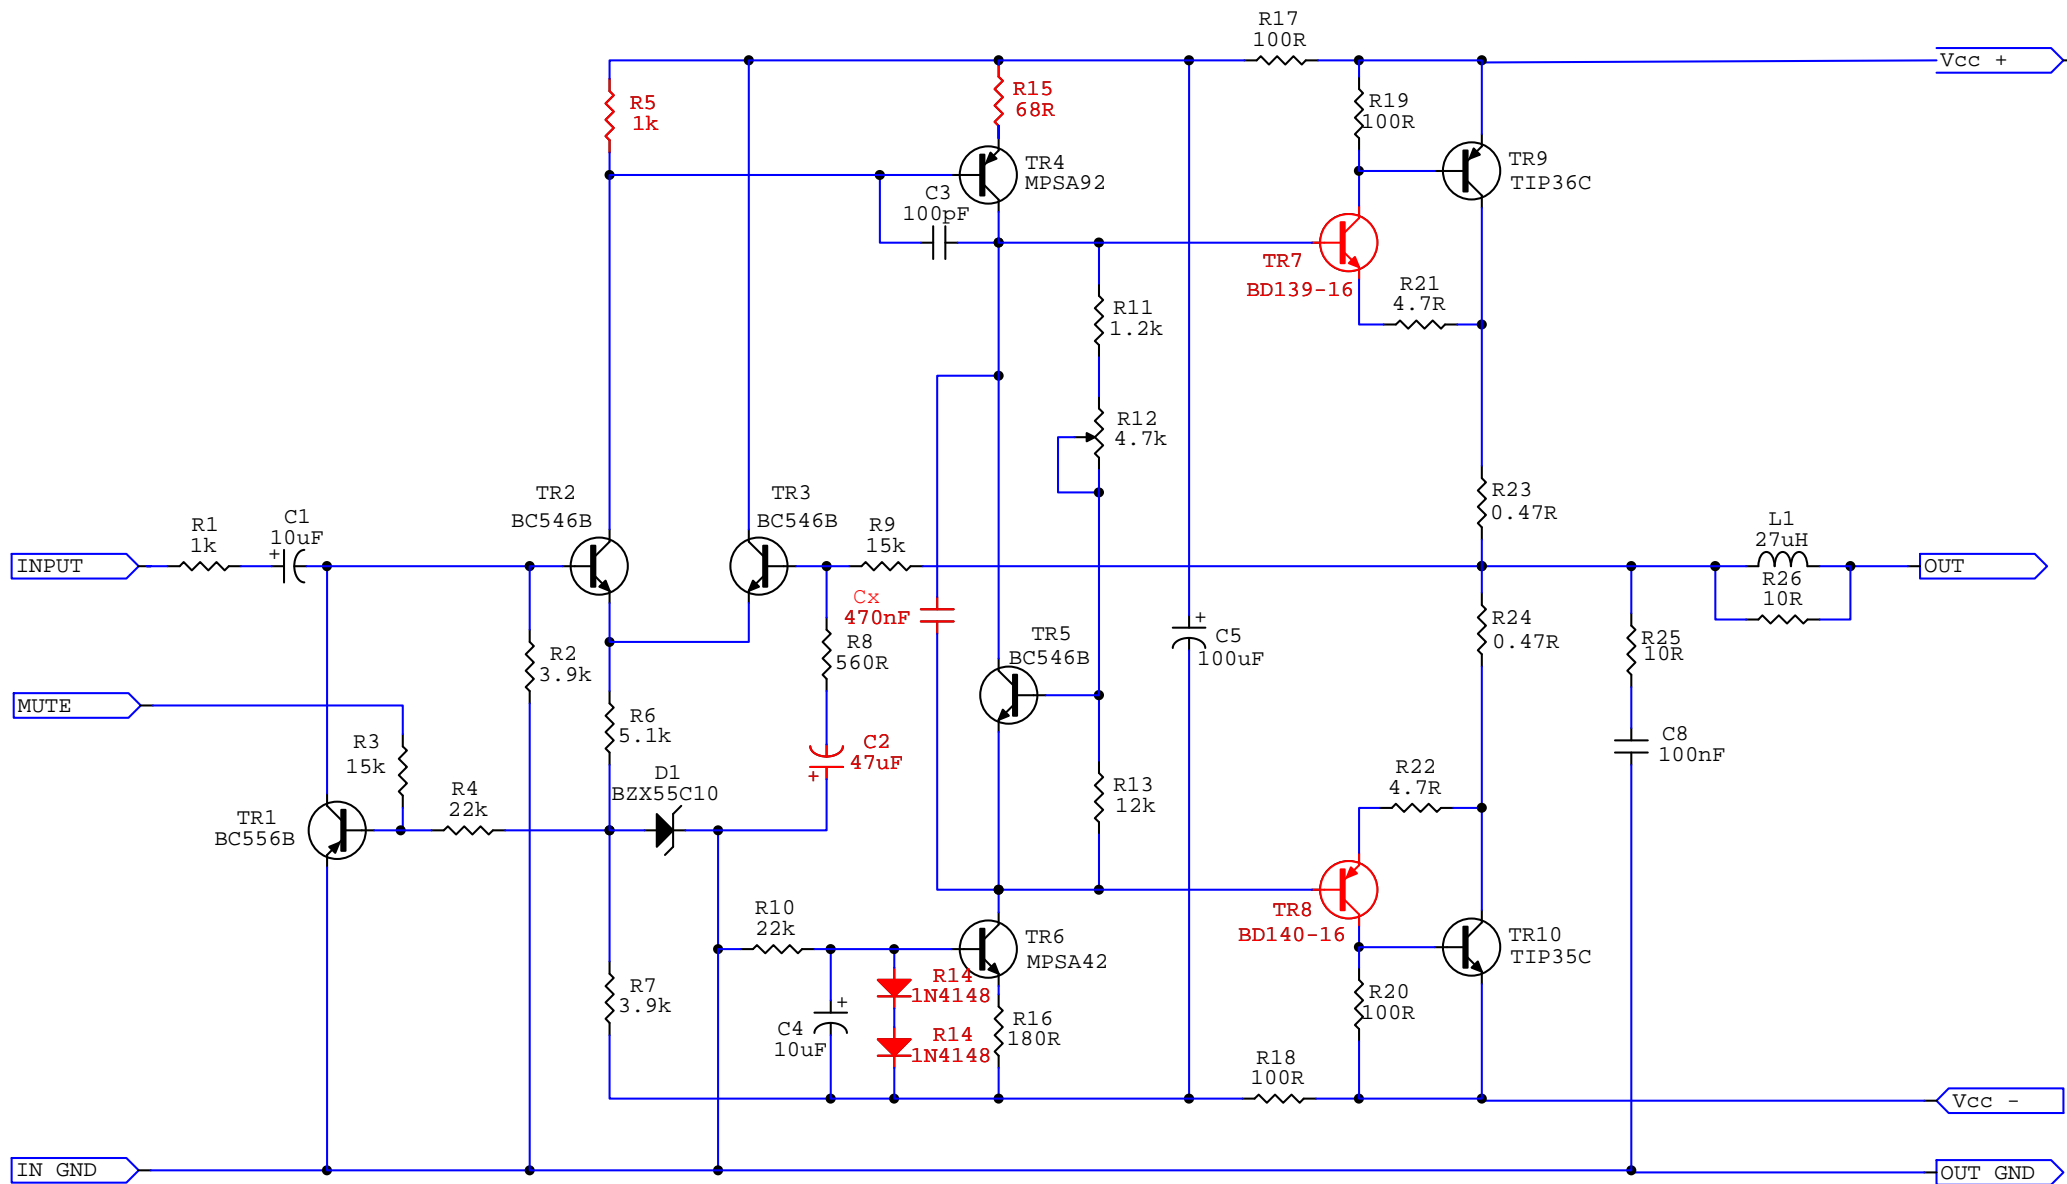 R17
100R
Vcc +
R5
1k
R15
68R
R19
100R
TR4
MPSA92
TR9
TIP36C
C3
100pF
TR7
BD139-16
R21
4.7R
R11
1.2k
R12
4.7k
TR2
BC546B
TR3
BC546B
R9
15k
R23
0.47R
L1
27uH
R1
1k
C1
10uF
+
INPUT
OUT
R26
10R
Cx
470nF
+
C5
100uF
R24
0.47R
R25
10R
R2
3.9k
R8
560R
TR5
BC546B
MUTE
R6
5.1k
R3
15k
C2
47uF
+
C8
100nF
D1
BZX55C10
R22
4.7R
R4
22k
TR1
BC556B
R13
12k
R10
22k
TR8
BD140-16
TR6
MPSA42
TR10
TIP35C
R7
3.9k
R14
1N4148
+
C4
10uF
R14
1N4148
R16
180R
R20
100R
R18
100R
Vcc -
IN GND
OUT GND